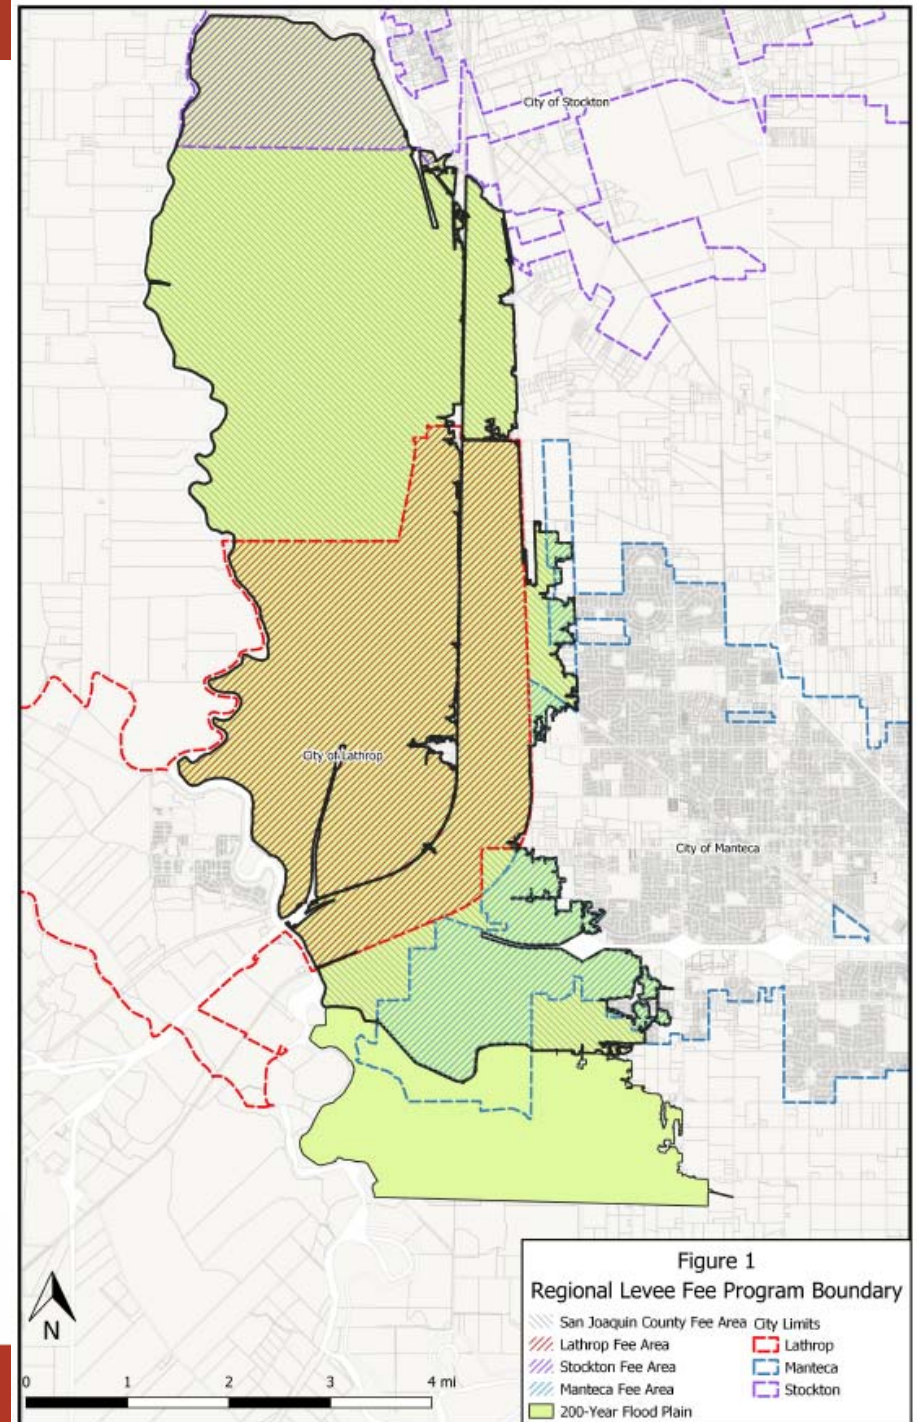 City of Stockton
City of Lathrop
City of Manteca
Figure 1
Regional Levee Fee Program Boundary
San Joaquin County Fee Area
Lathrop Fee Area
Stockton Fee Area
Manteca Fee Area
200-Year Flood Plain
City Limits
Lathrop
Manteca
Stockton
N
0 1 2 3 4 mi